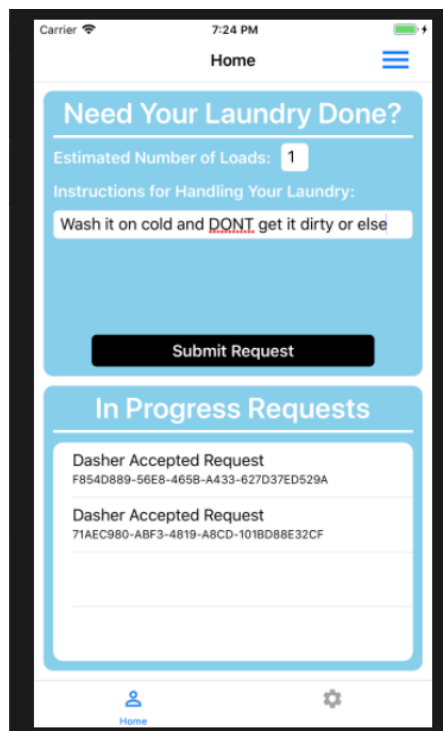 Carrier 7:24 PM
Home
Need Your Laundry Done?
Estimated Number of Loads: 1
Instructions for Handling Your Laundry:
Wash it on cold and DONT get it dirty or else
Submit Request
In Progress Requests
Dasher Accepted Request
F854D889-56E8-465B-A433-627D37ED529A
Dasher Accepted Request
71AEC980-ABF3-4819-A8CD-101BD88E32CF
Home